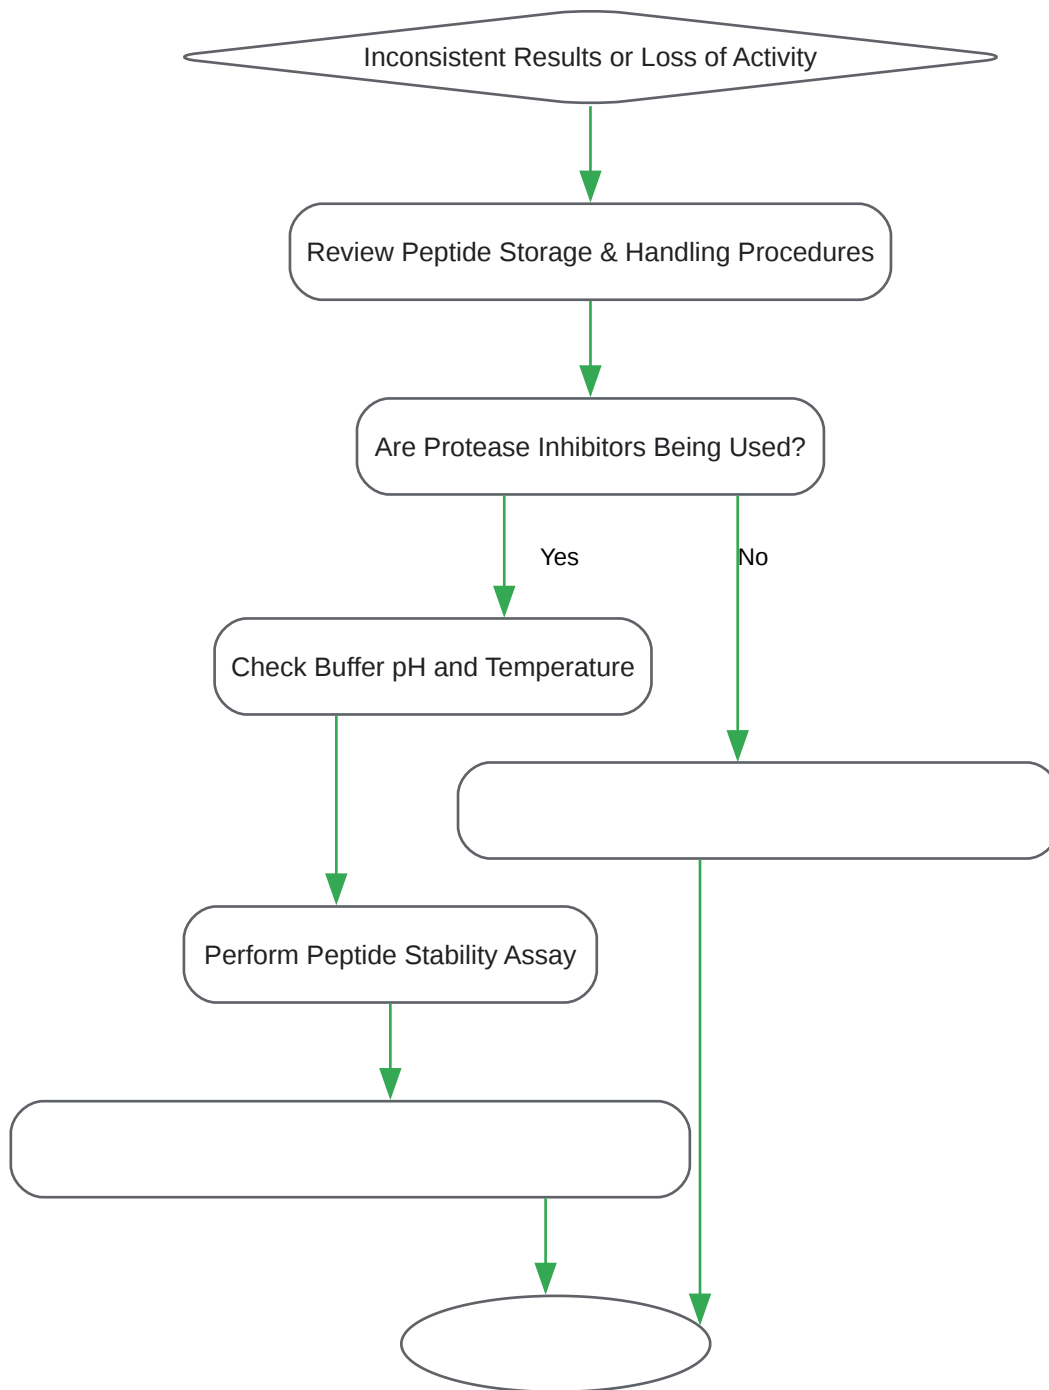 Inconsistent Results or Loss of Activity
Review Peptide Storage & Handling Procedures
Are Protease Inhibitors Being Used?
Yes
No
Check Buffer pH and Temperature
Perform Peptide Stability Assay